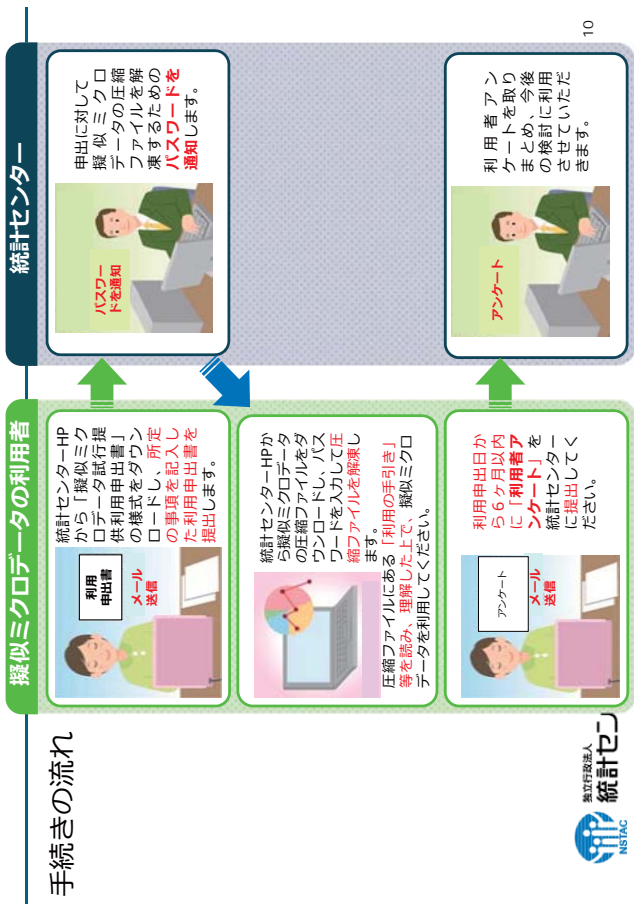 手続きの流れ
擬似ミクロデータの利用者
統計センター
利用
申出書
メール
送信
統計センターHP
から「擬似ミク
ロデータ試行提
供利用申出書」
の様式をダウン
ロードし、所定
の事項を記入し
た利用申出書を
提出します。
パスワー
ドを通知
申出に対して
擬似ミクロ
データの圧縮
ファイルを解
凍するための
パスワードを
通知します。
統計センターHPか
ら擬似ミクロデータ
の圧縮ファイルをダ
ウンロードし、パス
ワードを入力して圧
縮ファイルを解凍し
ます。
圧縮ファイルにある「利用の手引き」
等を読み、理解した上で、擬似ミクロ
データを利用してください。
アンケート
メール
送信
利用申出日か
ら6ヶ月以内
に「利用者ア
ンケート」を
統計センター
に提出してく
ださい。
アンケート
利用者アン
ケートを取り
まとめ、今後
の検討に利用
させていただ
きます。
NSTAC
独立行政法人
統計セン
10